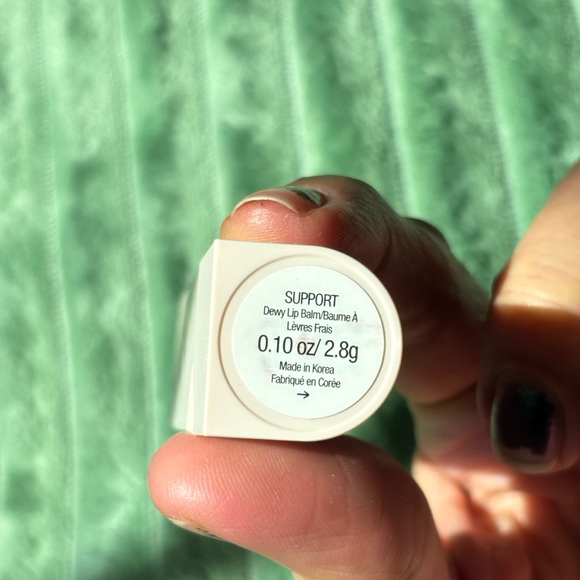 SUPPORT
Dewy Lip Balm/Baume À
Lèvres Frais
0.10 oz/ 2.8g
Made in Korea
Fabriqué en Corée
→